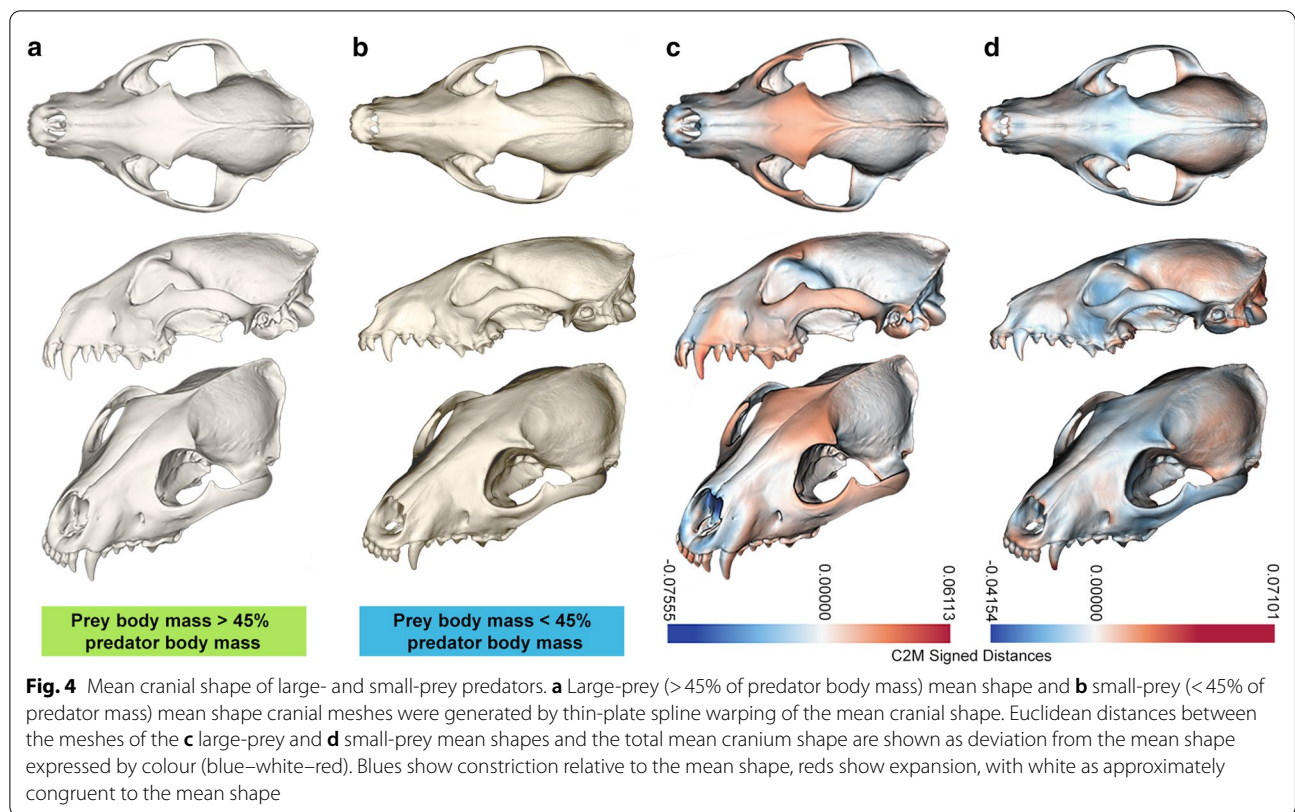 a
b
c
d
Prey body mass > 45%
predator body mass
Prey body mass < 45%
predator body mass
-0.07555
0.000000
0.06113
-0.04154
0.000000
0.07101
C2M Signed Distances
Fig. 4 Mean cranial shape of large- and small-prey predators. a Large-prey (> 45% of predator body mass) mean shape and b small-prey (< 45% of
predator mass) mean shape cranial meshes were generated by thin-plate spline warping of the mean cranial shape. Euclidean distances between
the meshes of the c large-prey and d small-prey mean shapes and the total mean cranium shape are shown as deviation from the mean shape
expressed by colour (blue–white–red). Blues show constriction relative to the mean shape, reds show expansion, with white as approximately
congruent to the mean shape